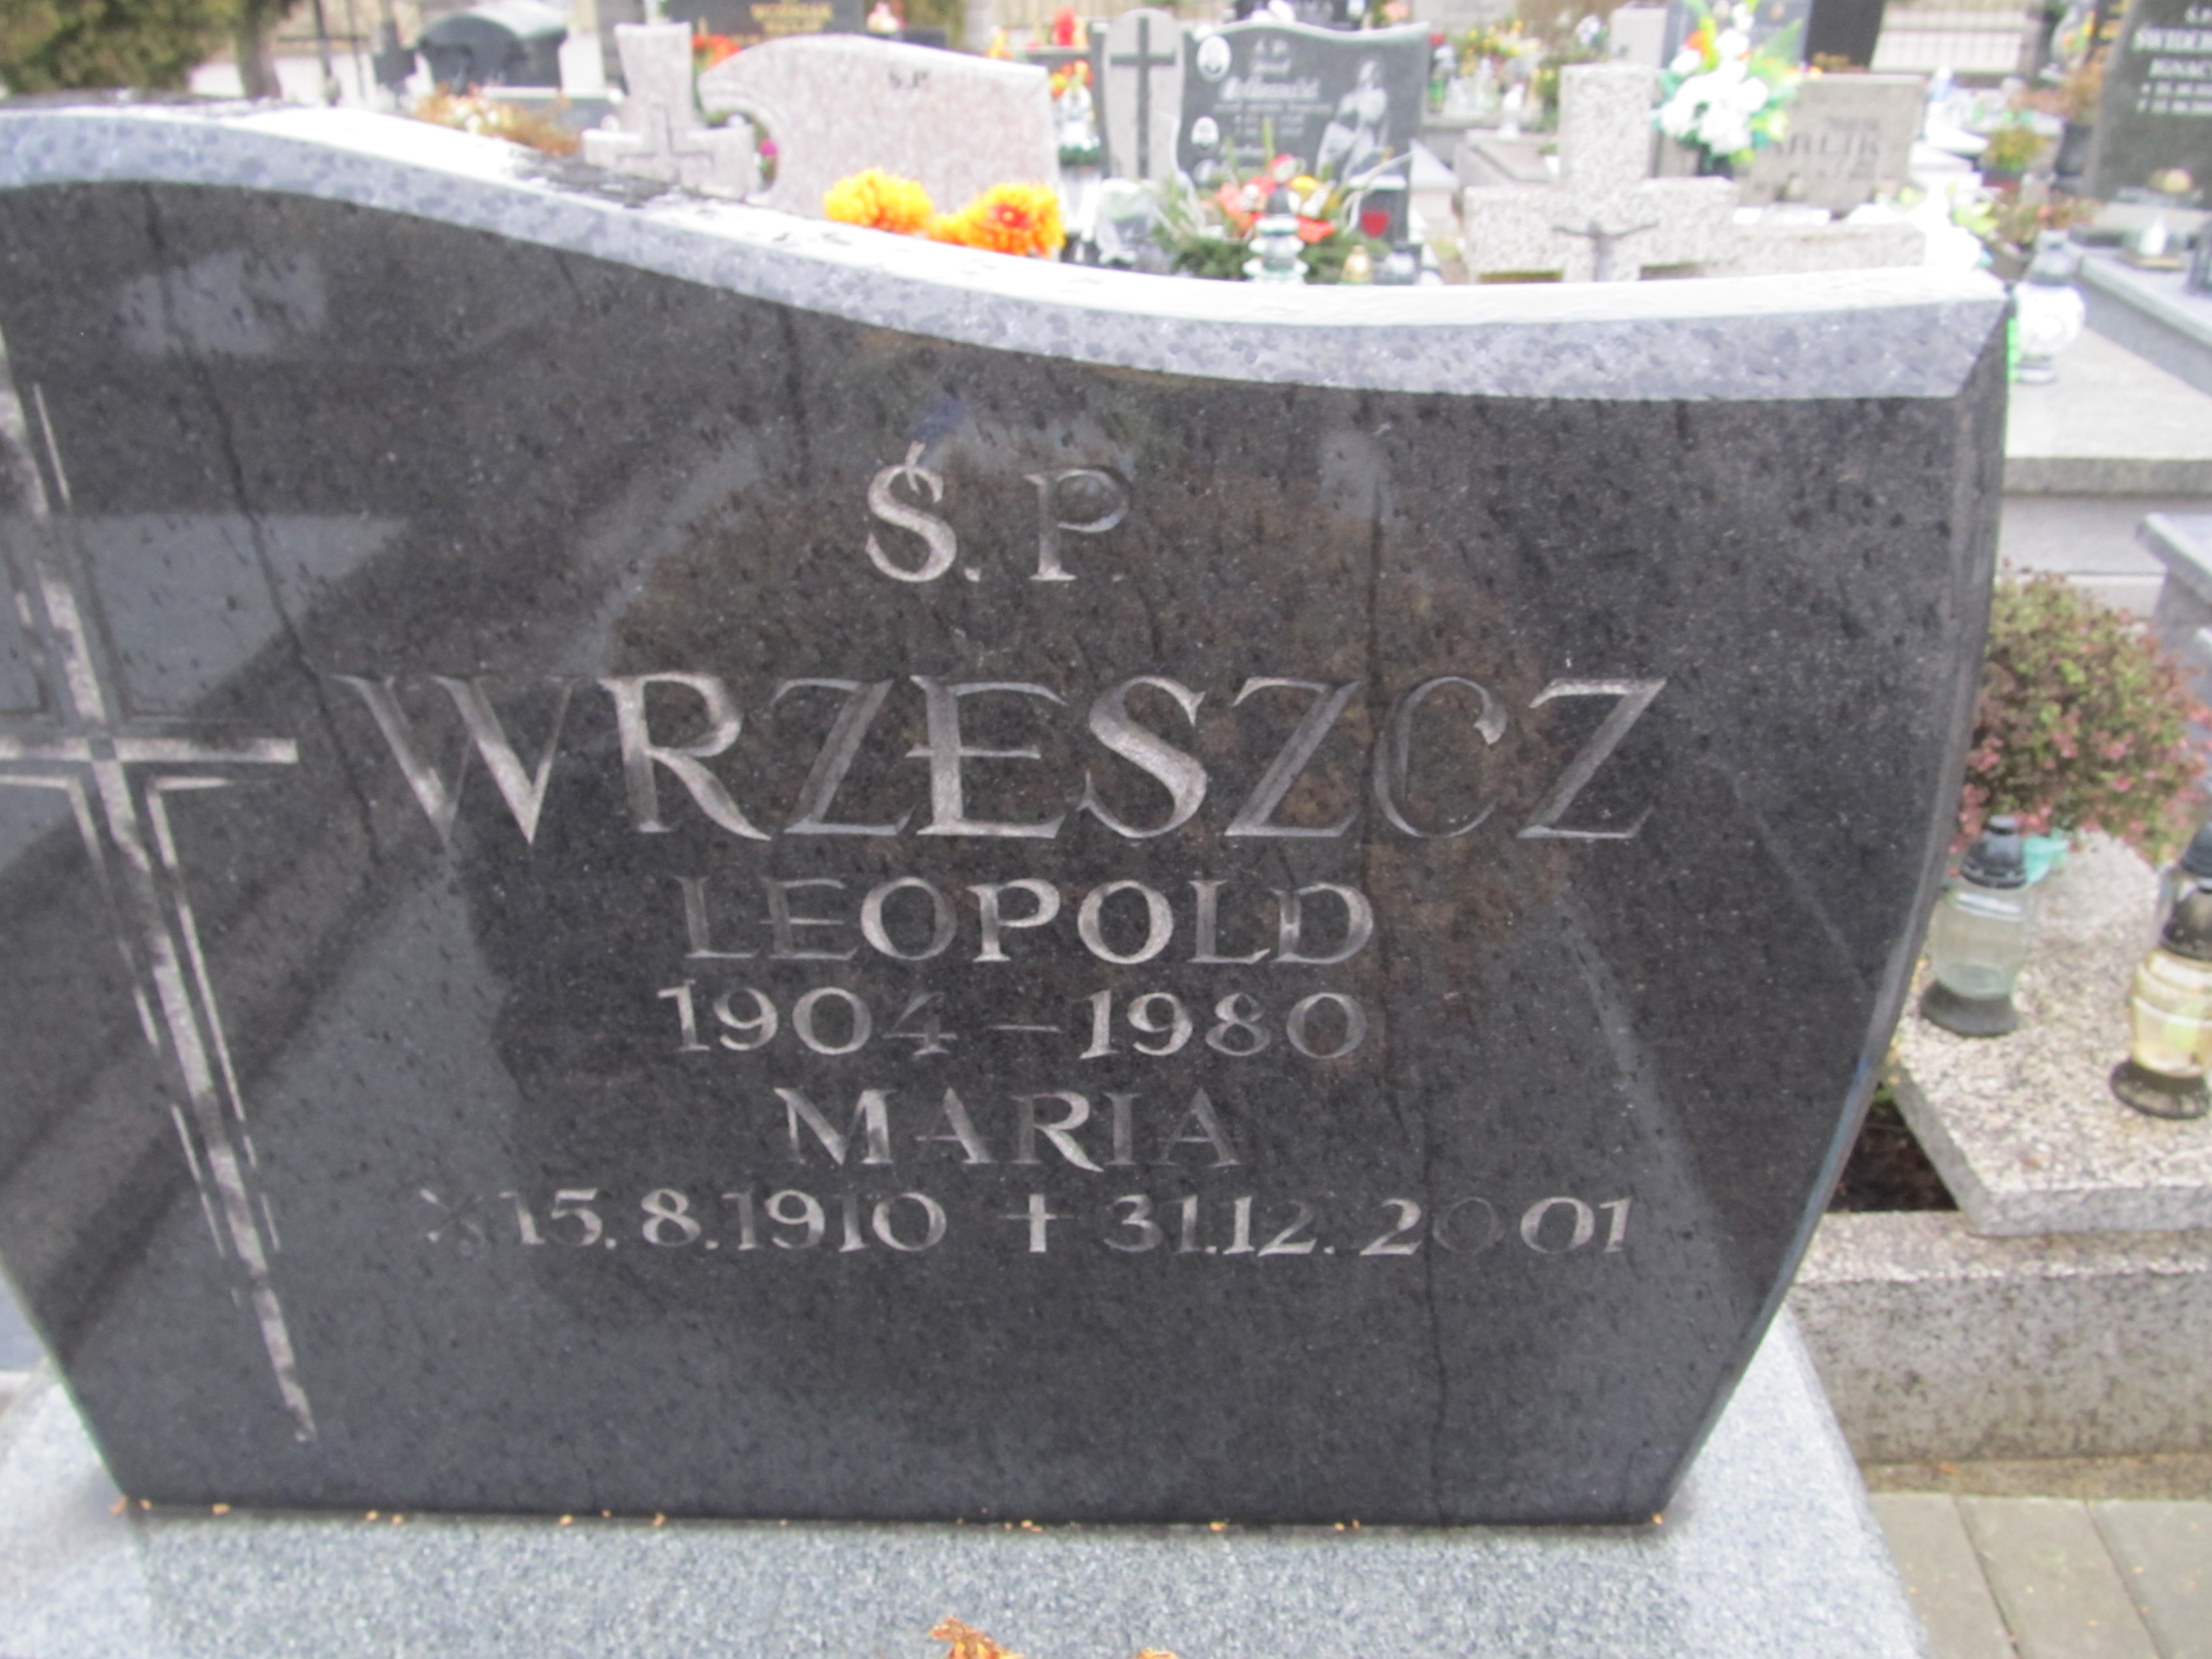 Ś.P.
WRZESZCZ
LEOPOLD
1904 – 1980
MARIA
* 15.8.1910 ✝ 31.12.2001
Ś.P.